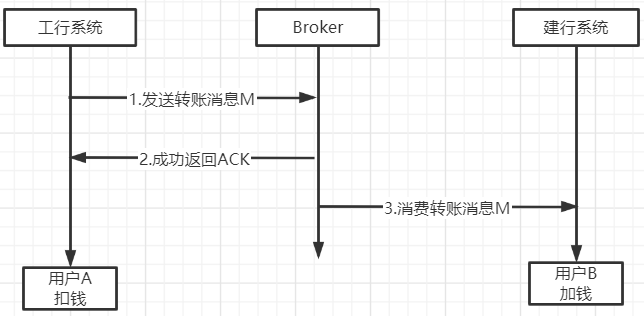 工行系统
Broker
建行系统
1.发送转账消息M
2.成功返回ACK
3.消费转账消息M
用户A
扣钱
用户B
加钱